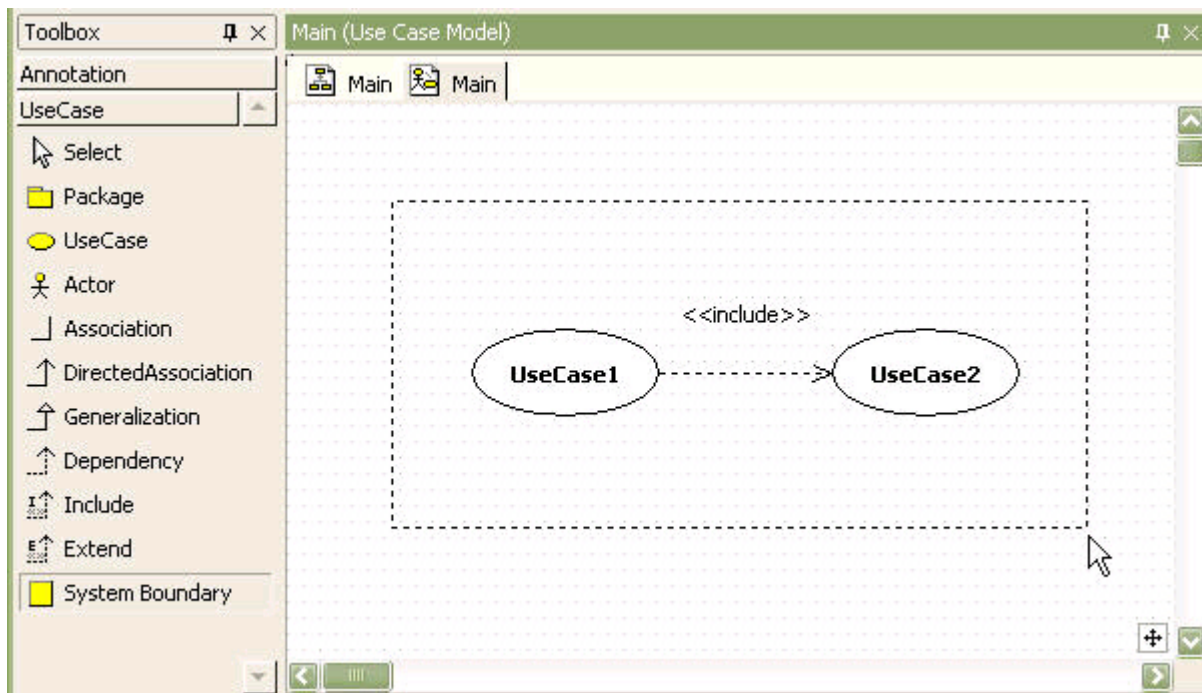 Toolbox
Annotation
UseCase
Select
Package
UseCase
Actor
Association
DirectedAssociation
Generalization
Dependency
Include
Extend
System Boundary
Main (Use Case Model)
Main Main
<<include>>
UseCase1 UseCase2